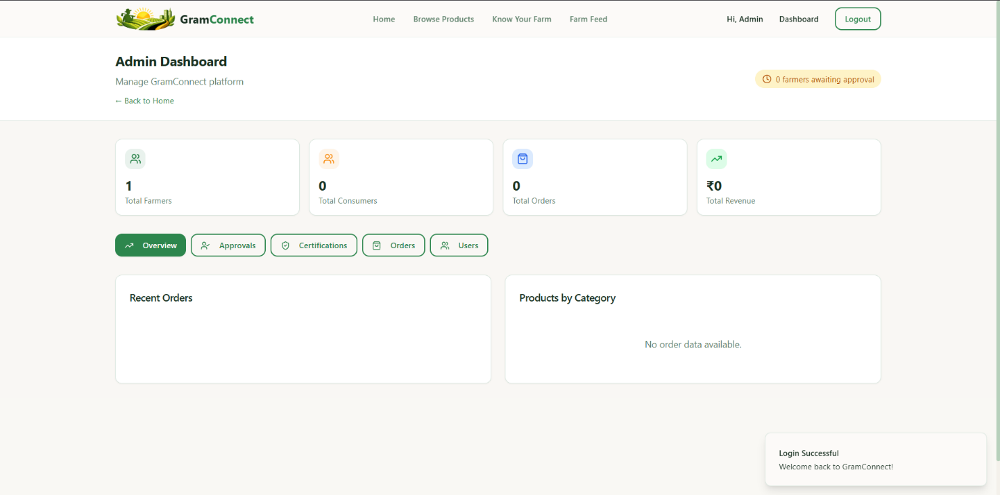 GramConnect Home Browse Products Know Your Farm Farm Feed Hi, Admin Dashboard Logout
Admin Dashboard
Manage GramConnect platform
← Back to Home
0 farmers awaiting approval
1
Total Farmers
0
Total Consumers
0
Total Orders
₹0
Total Revenue
Overview Approvals Certifications Orders Users
Recent Orders
Products by Category
No order data available.
Login Successful
Welcome back to GramConnect!